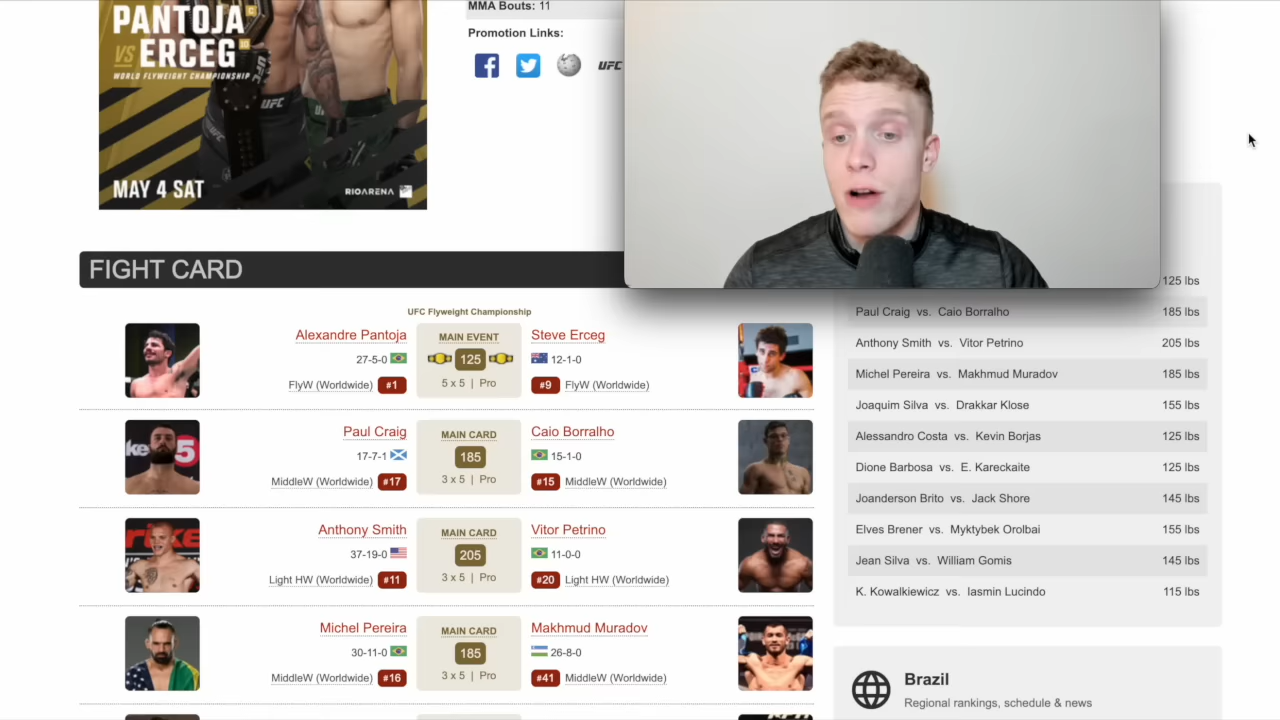 PANTOJA
VS
ERCEG
WORLD FLYWEIGHT CHAMPIONSHIP
UFC
UFC
MAY 4 SAT
RIOARENA
MMA Bouts: 11
Promotion Links:
UFC
FIGHT CARD
UFC Flyweight Championship
Alexandre Pantoja
MAIN EVENT
Steve Erceg
27-5-0
125
12-1-0
FlyW (Worldwide) #1
5 x 5 | Pro
#9 FlyW (Worldwide)
Paul Craig
MAIN CARD
Caio Borralho
17-7-1
185
15-1-0
MiddleW (Worldwide) #17
3 x 5 | Pro
#15 MiddleW (Worldwide)
Anthony Smith
MAIN CARD
Vitor Petrino
37-19-0
205
11-0-0
Light HW (Worldwide) #11
3 x 5 | Pro
#20 Light HW (Worldwide)
Michel Pereira
MAIN CARD
Makhmud Muradov
30-11-0
185
26-8-0
MiddleW (Worldwide) #16
3 x 5 | Pro
#41 MiddleW (Worldwide)
125 lbs
Paul Craig vs. Caio Borralho 185 lbs
Anthony Smith vs. Vitor Petrino 205 lbs
Michel Pereira vs. Makhmud Muradov 185 lbs
Joaquim Silva vs. Drakkar Klose 155 lbs
Alessandro Costa vs. Kevin Borjas 125 lbs
Dione Barbosa vs. E. Kareckaite 125 lbs
Joanderson Brito vs. Jack Shore 145 lbs
Elves Brener vs. Myktybek Orolbai 155 lbs
Jean Silva vs. William Gomis 145 lbs
K. Kowalkiewicz vs. Iasmin Lucindo 115 lbs
Brazil
Regional rankings, schedule & news